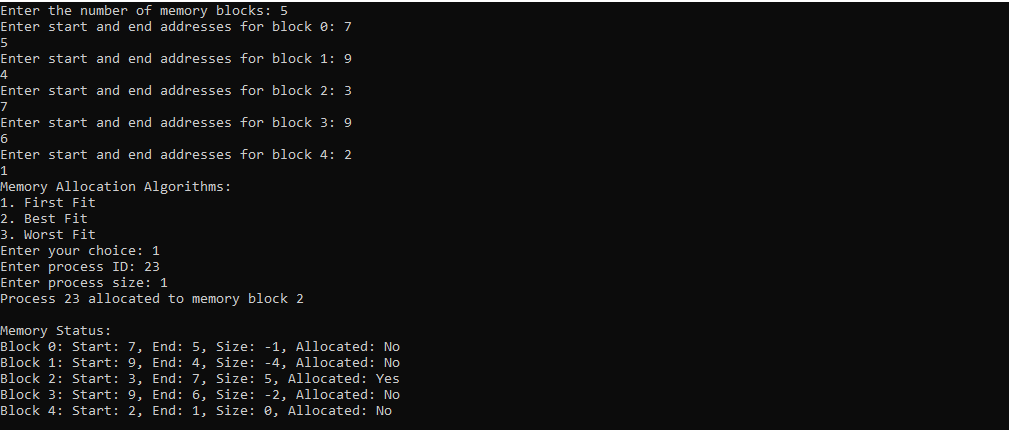 Enter the number of memory blocks: 5
Enter start and end addresses for block 0: 7
5
Enter start and end addresses for block 1: 9
4
Enter start and end addresses for block 2: 3
7
Enter start and end addresses for block 3: 9
6
Enter start and end addresses for block 4: 2
1
Memory Allocation Algorithms:
1. First Fit
2. Best Fit
3. Worst Fit
Enter your choice: 1
Enter process ID: 23
Enter process size: 1
Process 23 allocated to memory block 2
Memory Status:
Block 0: Start: 7, End: 5, Size: -1, Allocated: No
Block 1: Start: 9, End: 4, Size: -4, Allocated: No
Block 2: Start: 3, End: 7, Size: 5, Allocated: Yes
Block 3: Start: 9, End: 6, Size: -2, Allocated: No
Block 4: Start: 2, End: 1, Size: 0, Allocated: No